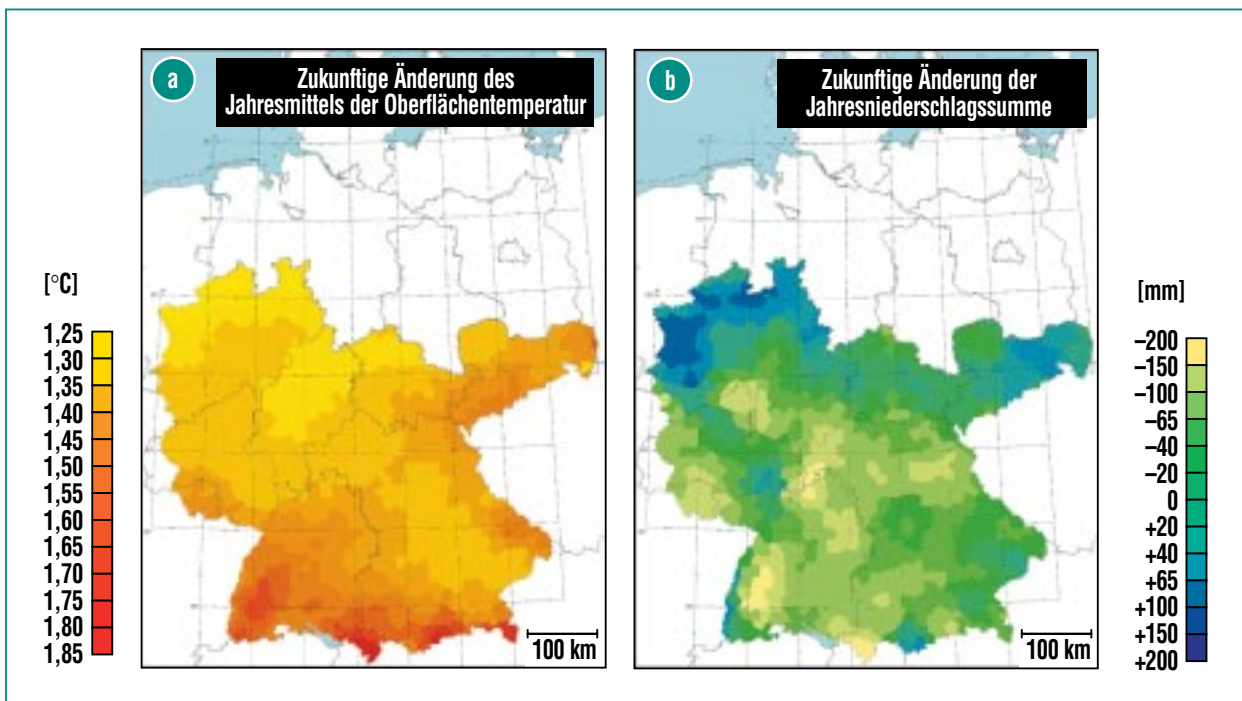 a
Zukunftige Änderung des
Jahresmittels der Oberflächentemperatur
[°C]
1,25
1,30
1,35
1,40
1,45
1,50
1,55
1,60
1,65
1,70
1,75
1,80
1,85
100 km
b
Zukunftige Änderung der
Jahresniederschlagssumme
[mm]
–200
–150
–100
–65
–40
–20
0
+20
+40
+65
+100
+150
+200
100 km